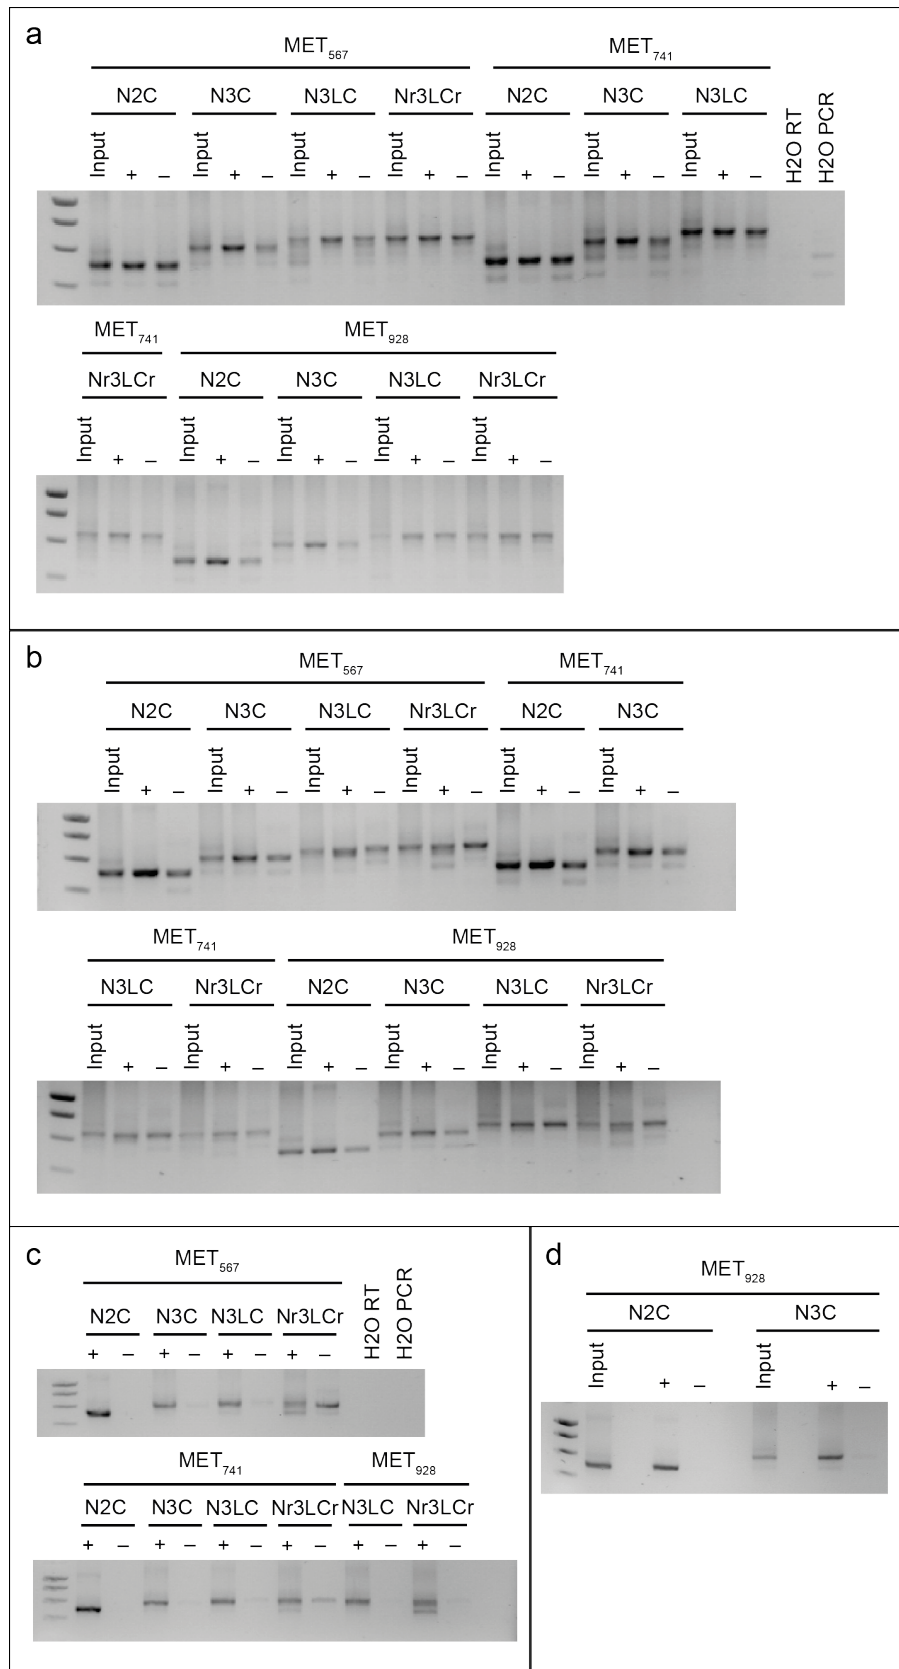 a
MET567 MET741
N2C N3C N3LC Nr3LCr N2C N3C N3LC
Input + – Input + – Input + – Input + – Input + – Input + – Input + – H2O RT H2O PCR
MET741 MET928
Nr3LCr N2C N3C N3LC Nr3LCr
Input + – Input + – Input + – Input + – Input + –
b
MET567 MET741
N2C N3C N3LC Nr3LCr N2C N3C
Input + – Input + – Input + – Input + – Input + – Input + –
MET741 MET928
N3LC Nr3LCr N2C N3C N3LC Nr3LCr
Input + – Input + – Input + – Input + – Input + – Input + –
c
MET567
N2C N3C N3LC Nr3LCr H2O RT H2O PCR
+ – + – + – + –
MET741 MET928
N2C N3C N3LC Nr3LCr N3LC Nr3LCr
+ – + – + – + – + – + –
d
MET928
N2C N3C
Input + – Input + –